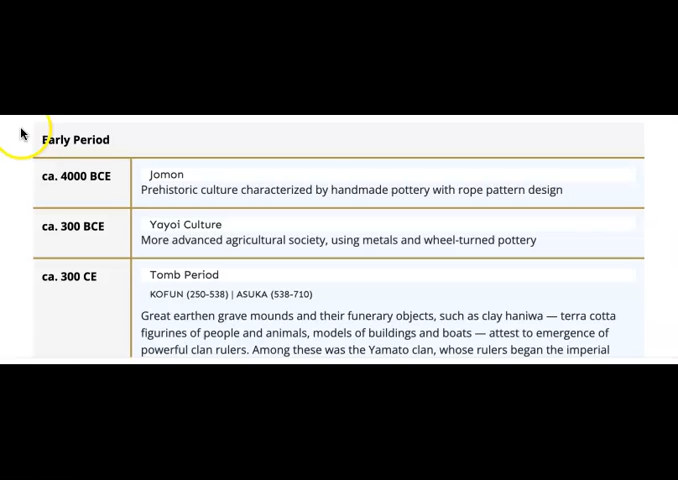 Early Period
ca. 4000 BCE
Jomon
Prehistoric culture characterized by handmade pottery with rope pattern design
ca. 300 BCE
Yayoi Culture
More advanced agricultural society, using metals and wheel-turned pottery
ca. 300 CE
Tomb Period
KOFUN (250-538) | ASUKA (538-710)
Great earthen grave mounds and their funerary objects, such as clay haniwa — terra cotta
figurines of people and animals, models of buildings and boats — attest to emergence of
powerful clan rulers. Among these was the Yamato clan, whose rulers began the imperial